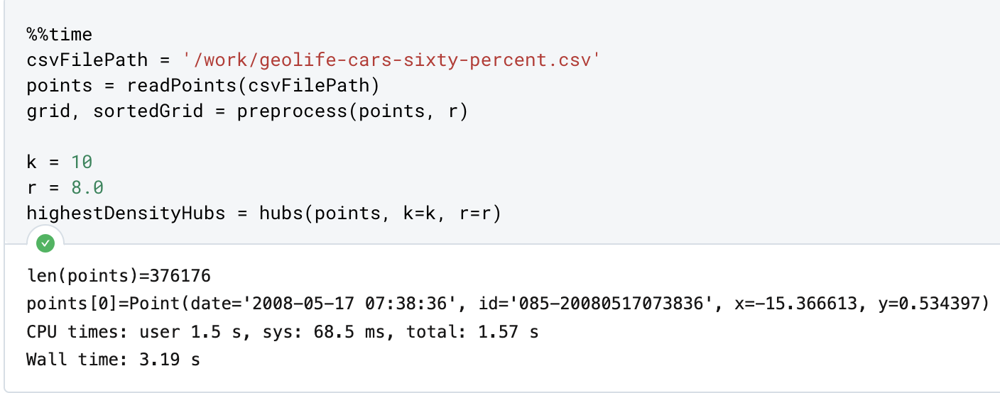 %%time
csvFilePath = '/work/geolife-cars-sixty-percent.csv'
points = readPoints(csvFilePath)
grid, sortedGrid = preprocess(points, r)
k = 10
r = 8.0
highestDensityHubs = hubs(points, k=k, r=r)
len(points)=376176
points[0]=Point(date='2008-05-17 07:38:36', id='085-20080517073836', x=-15.366613, y=0.534397)
CPU times: user 1.5 s, sys: 68.5 ms, total: 1.57 s
Wall time: 3.19 s